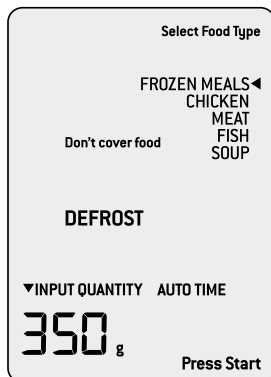 Select Food Type
FROZEN MEALS◀
CHICKEN
MEAT
FISH
Don't cover food
SOUP
DEFROST
▼INPUT QUANTITY AUTO TIME
350 g
Press Start